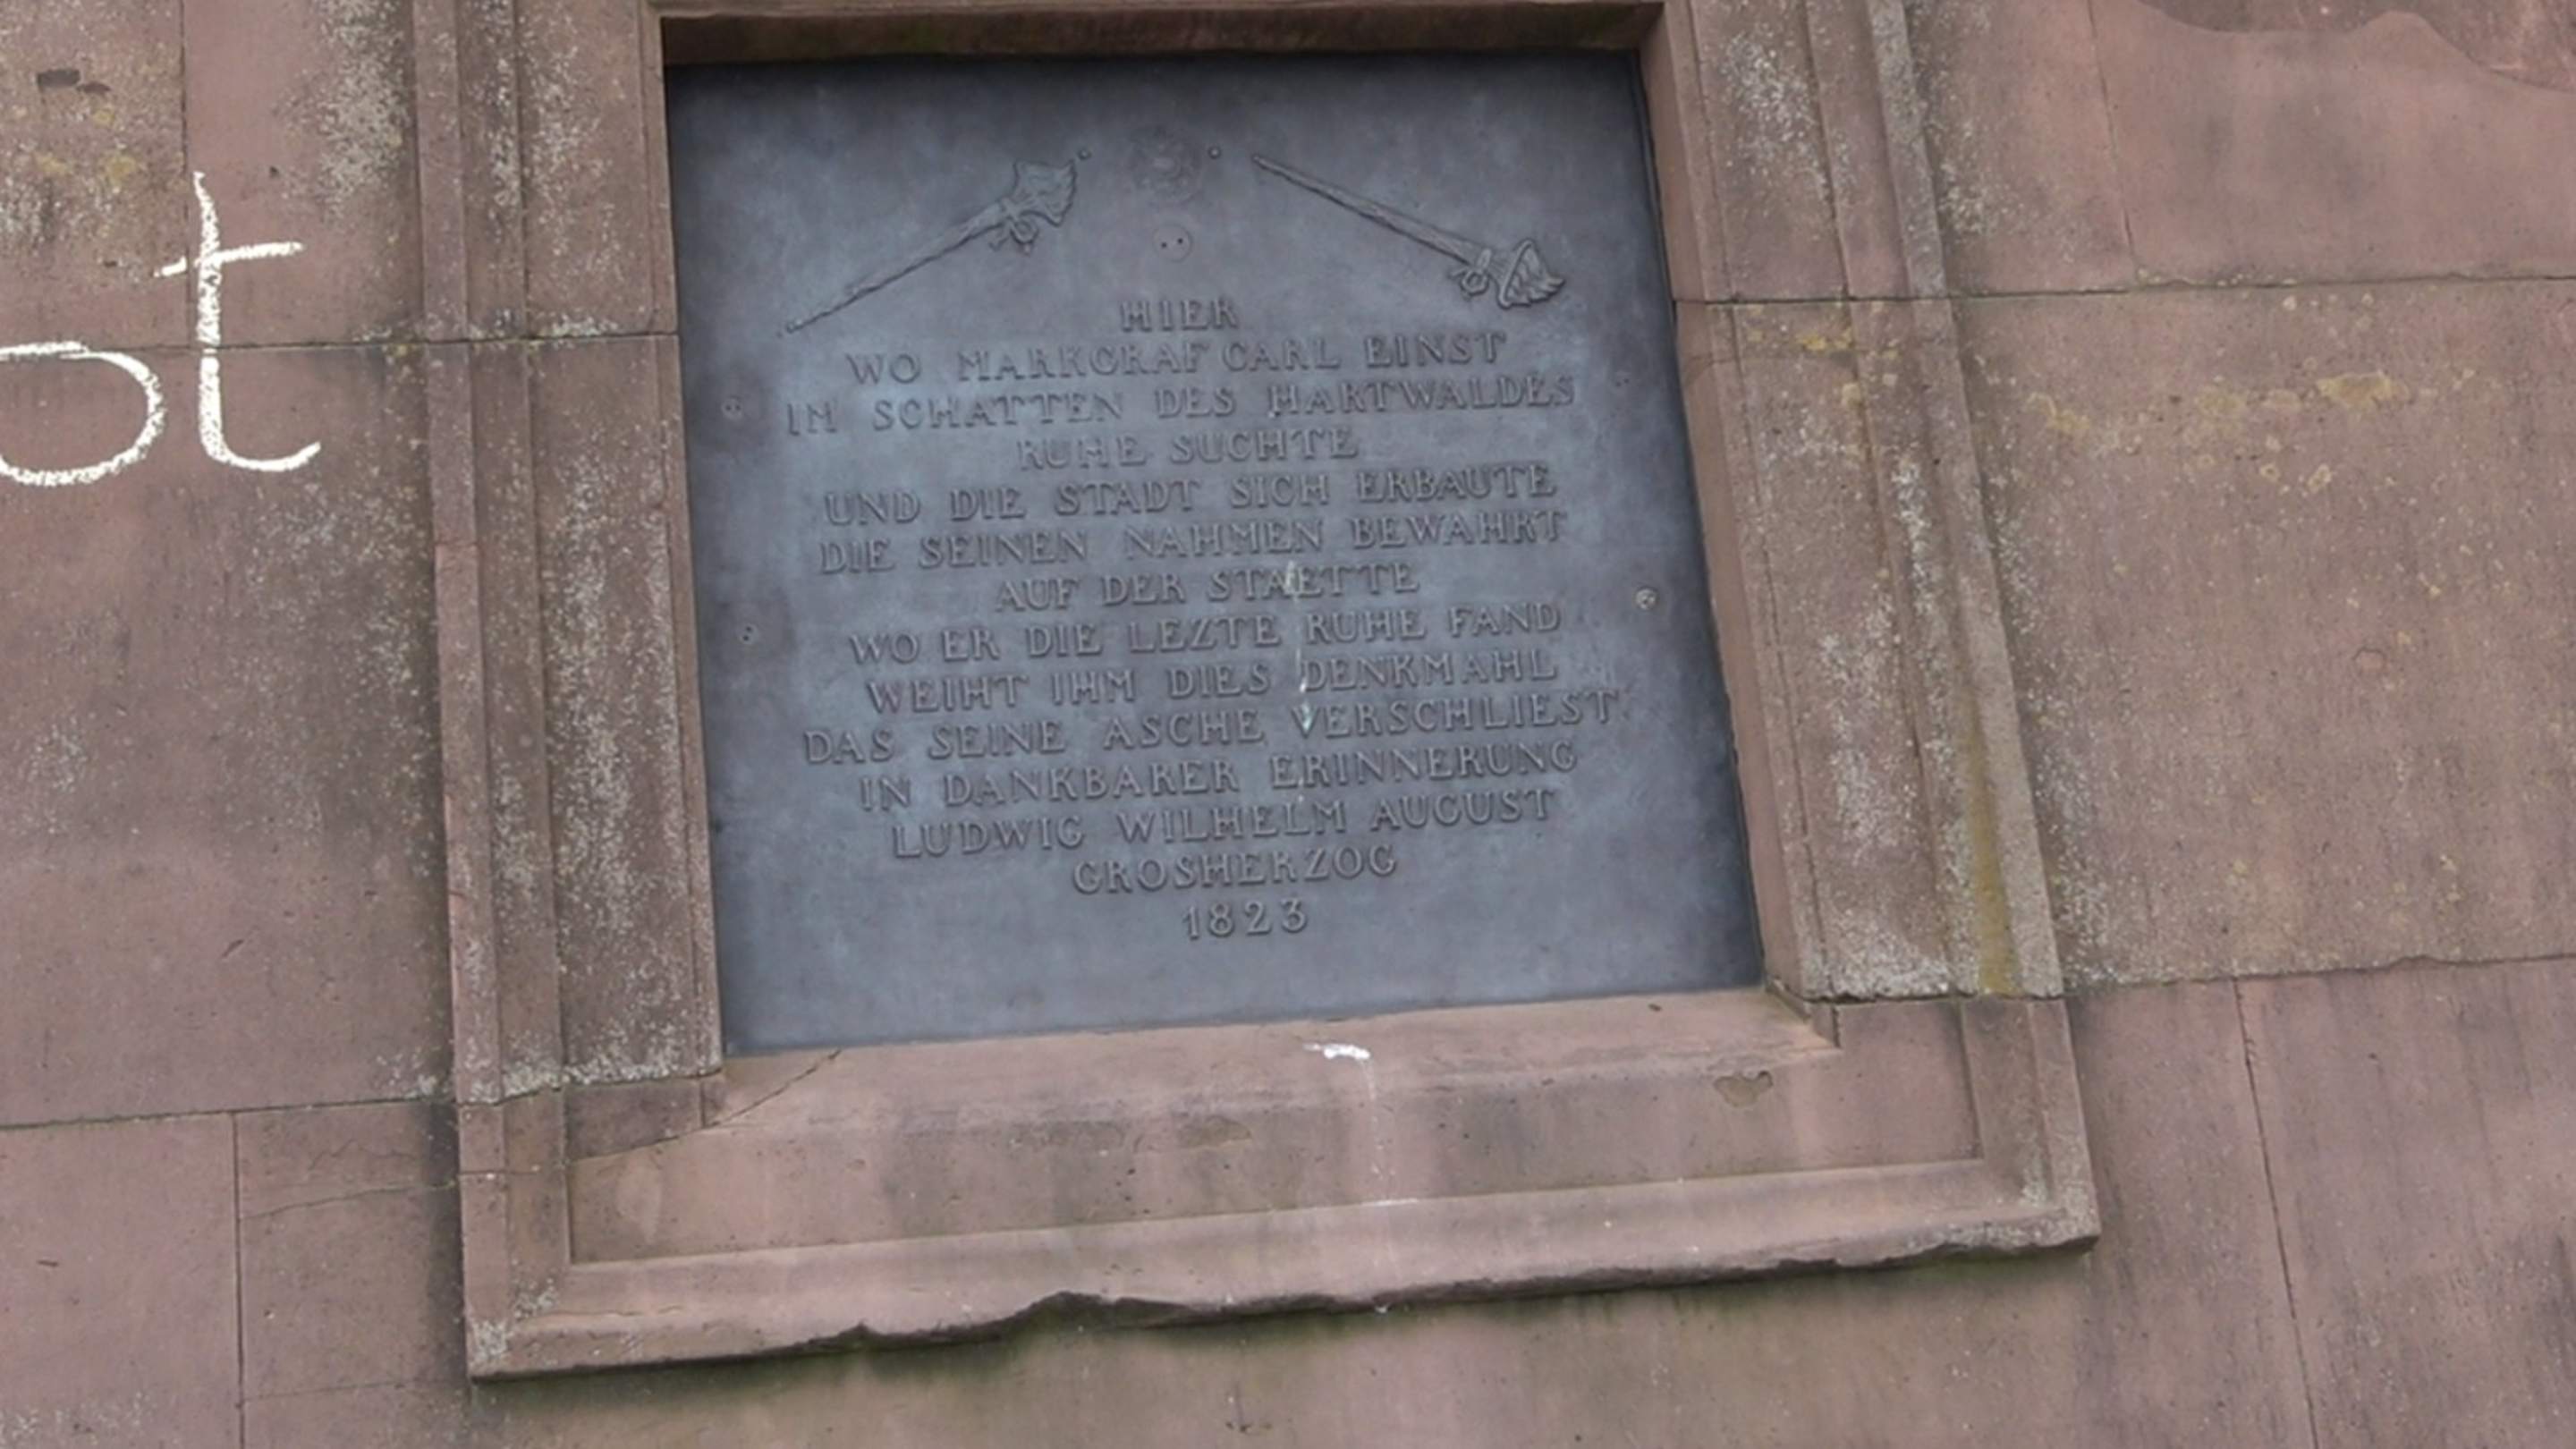 ot
HIER
WO MARKGRAF CARL EINST
IM SCHATTEN DES HARTWALDES
RUHE SUCHTE
UND DIE STADT SICH ERBAUTE
DIE SEINEN NAHMEN BEWAHRT
AUF DER STAETTE
WO ER DIE LEZTE RUHE FAND
WEIHT IHM DIES DENKMAHL
DAS SEINE ASCHE VERSCHLIEST
IN DANKBARER ERINNERUNG
LUDWIG WILHELM AUGUST
GROSHERZOG
1823